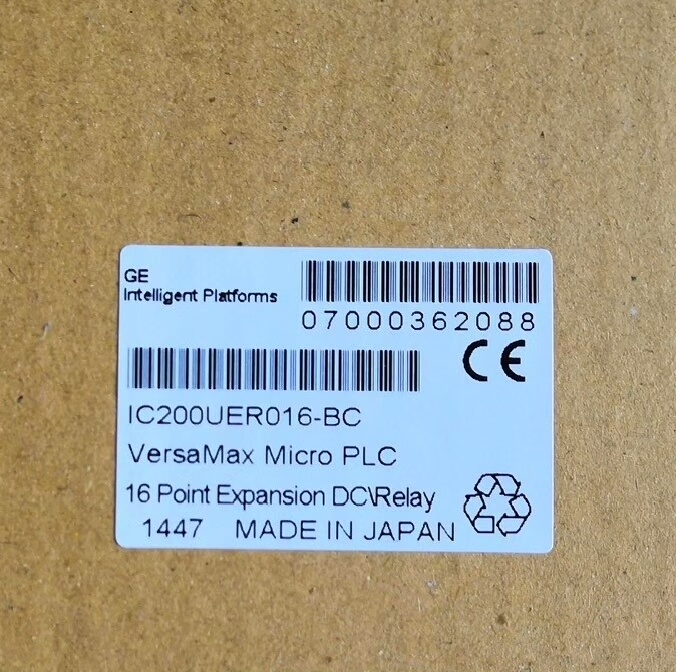 GE
Intelligent Platforms
07000362088
CE
IC200UER016-BC
VersaMax Micro PLC
16 Point Expansion DC\Relay
1447 MADE IN JAPAN